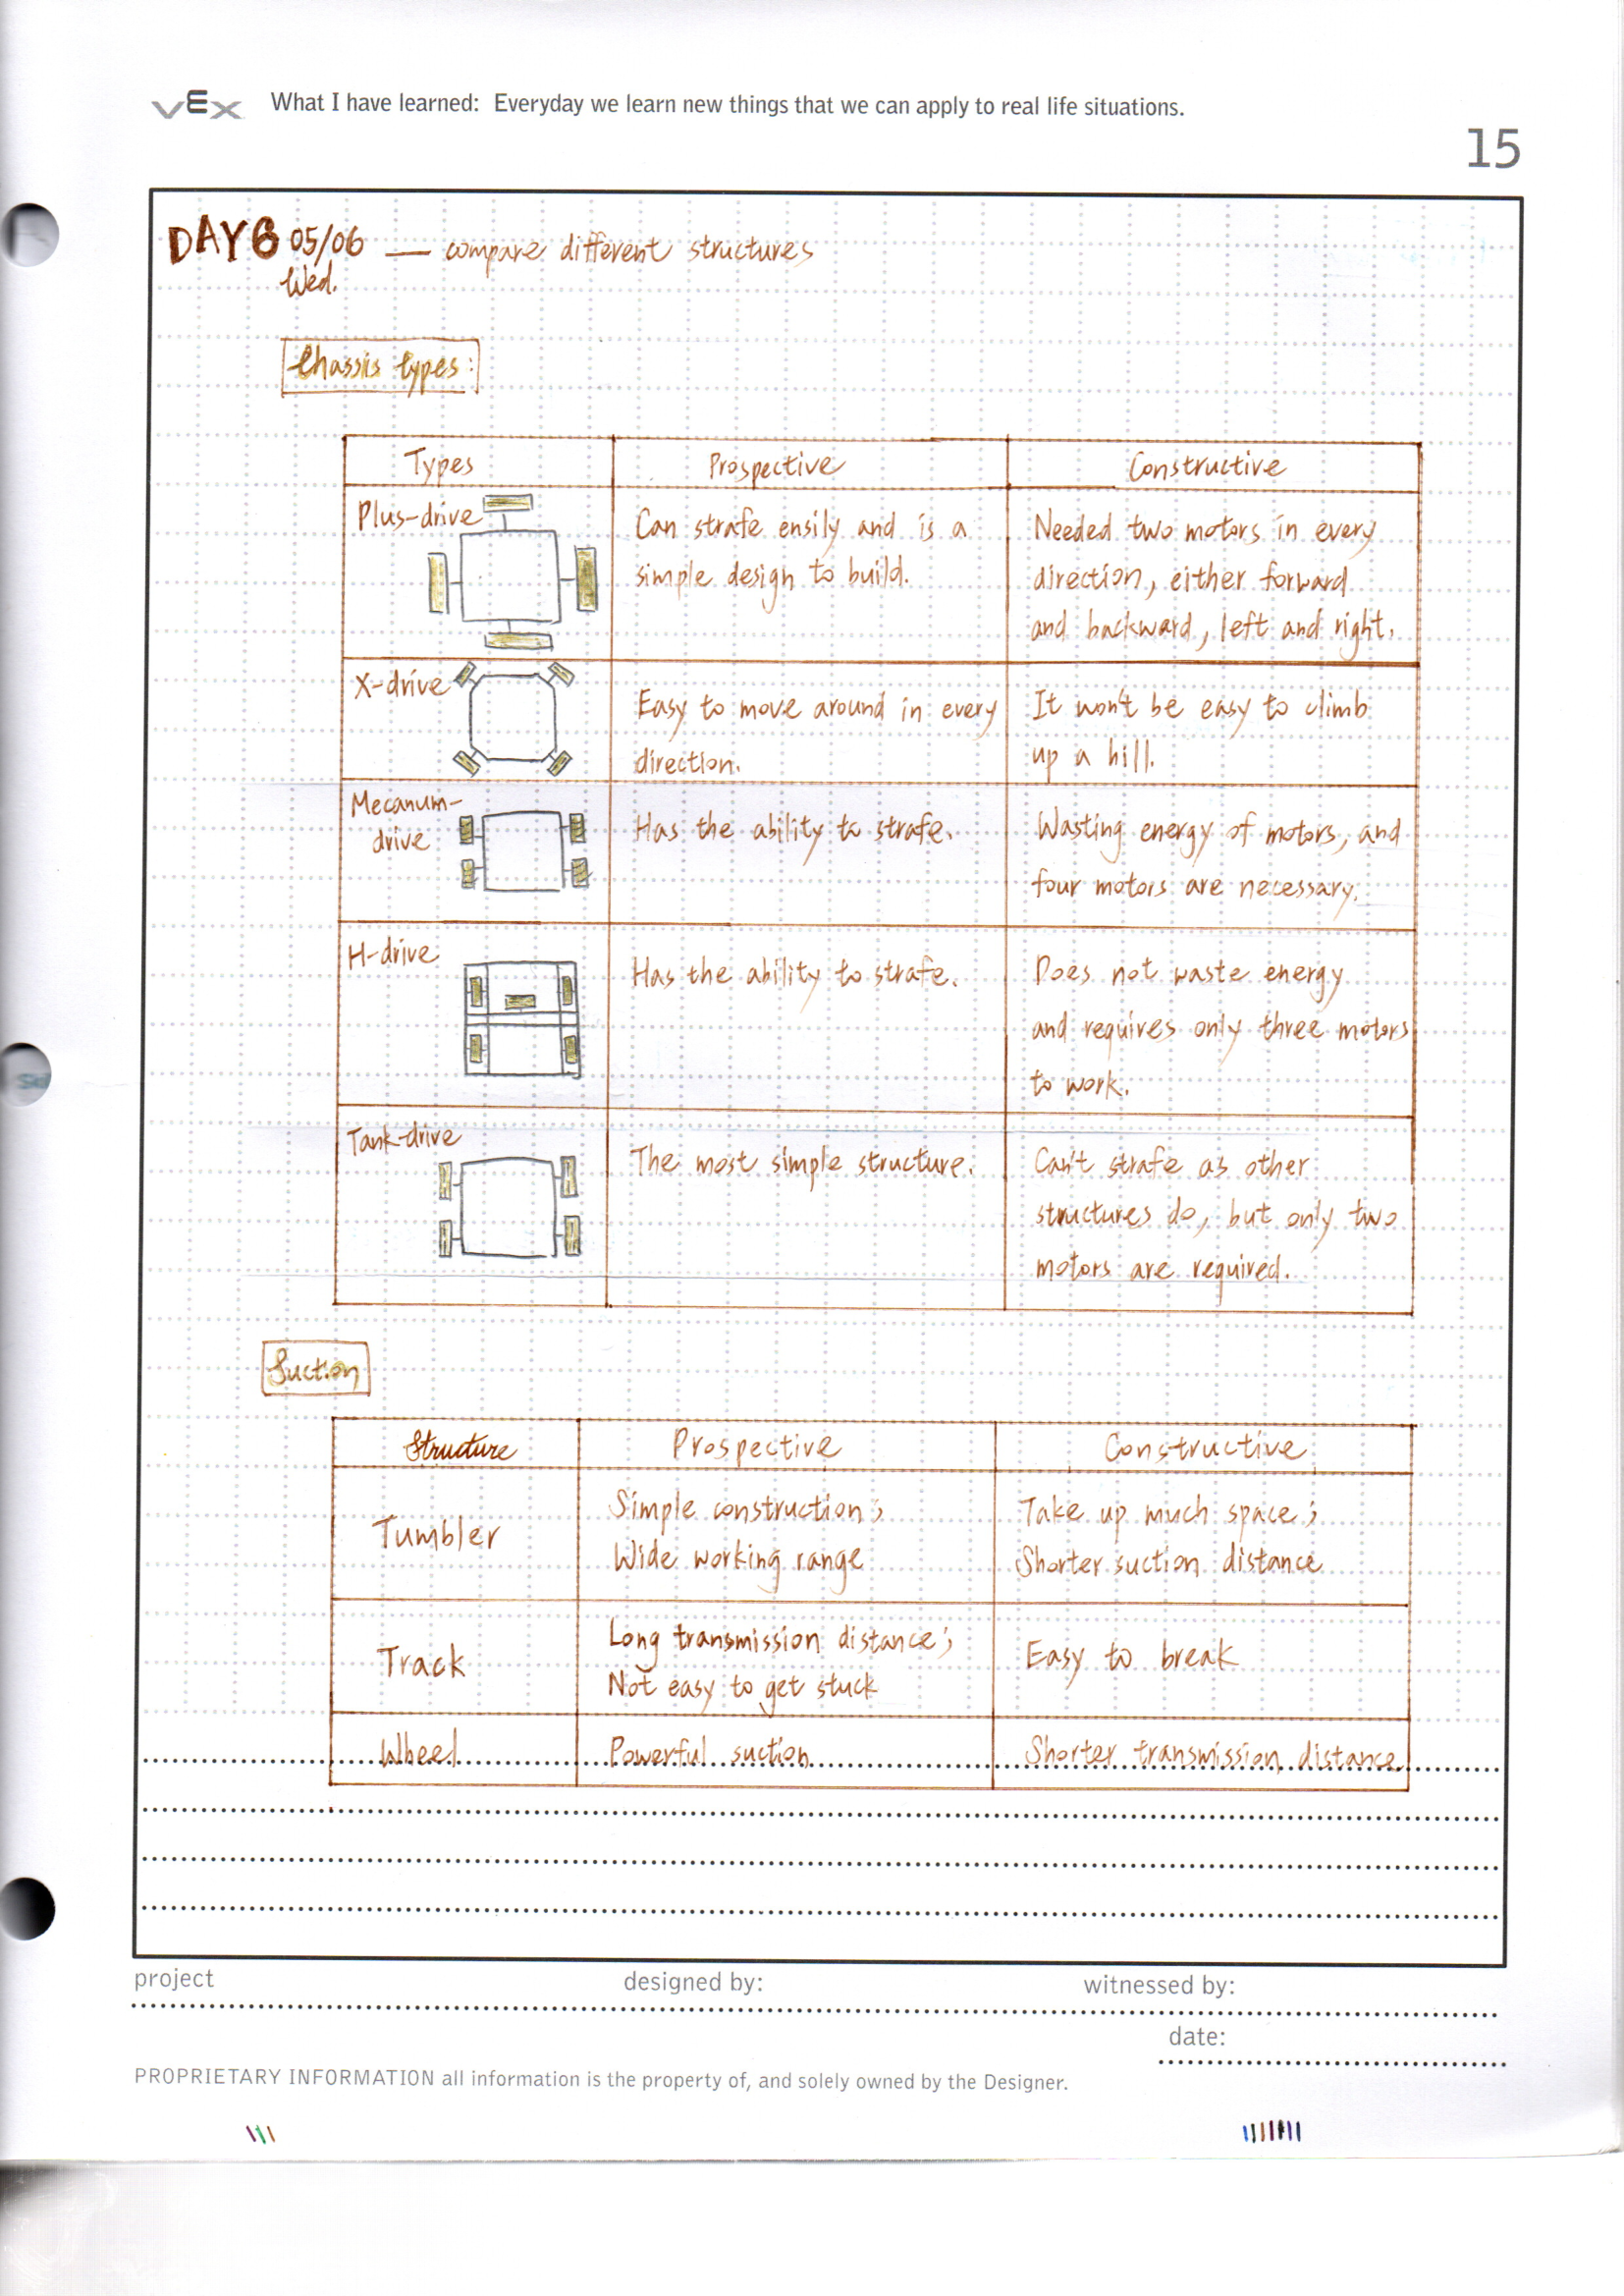 VEX What I have learned: Everyday we learn new things that we can apply to real life situations.
15
DAY6 05/06 — compare different structures
Wed.
Chassis types:
Types Prospective Constructive
Plus-drive
Can strafe ensily and is a
simple design to build.
Needed two motors in every
direction, either forward
and backward, left and right.
X-drive
Easy to move around in every
direction.
It won't be easy to climb
up a hill.
Mecanum-
drive
Has the ability to strafe.
Wasting energy of motors, and
four motors are necessary.
H-drive
Has the ability to strafe.
Does not waste energy
and requires only three motors
to work.
Tank-drive
The most simple structure.
Can't strafe as other
structures do, but only two
motors are required.
Suction
Structure Prospective Constructive
Tumbler
Simple construction;
Wide working range
Take up much space;
Shorter suction distance
Track
Long transmission distance;
Not easy to get stuck
Easy to break
Wheel Powerful suction Shorter transmission distance
project designed by: witnessed by:
date:
PROPRIETARY INFORMATION all information is the property of, and solely owned by the Designer.